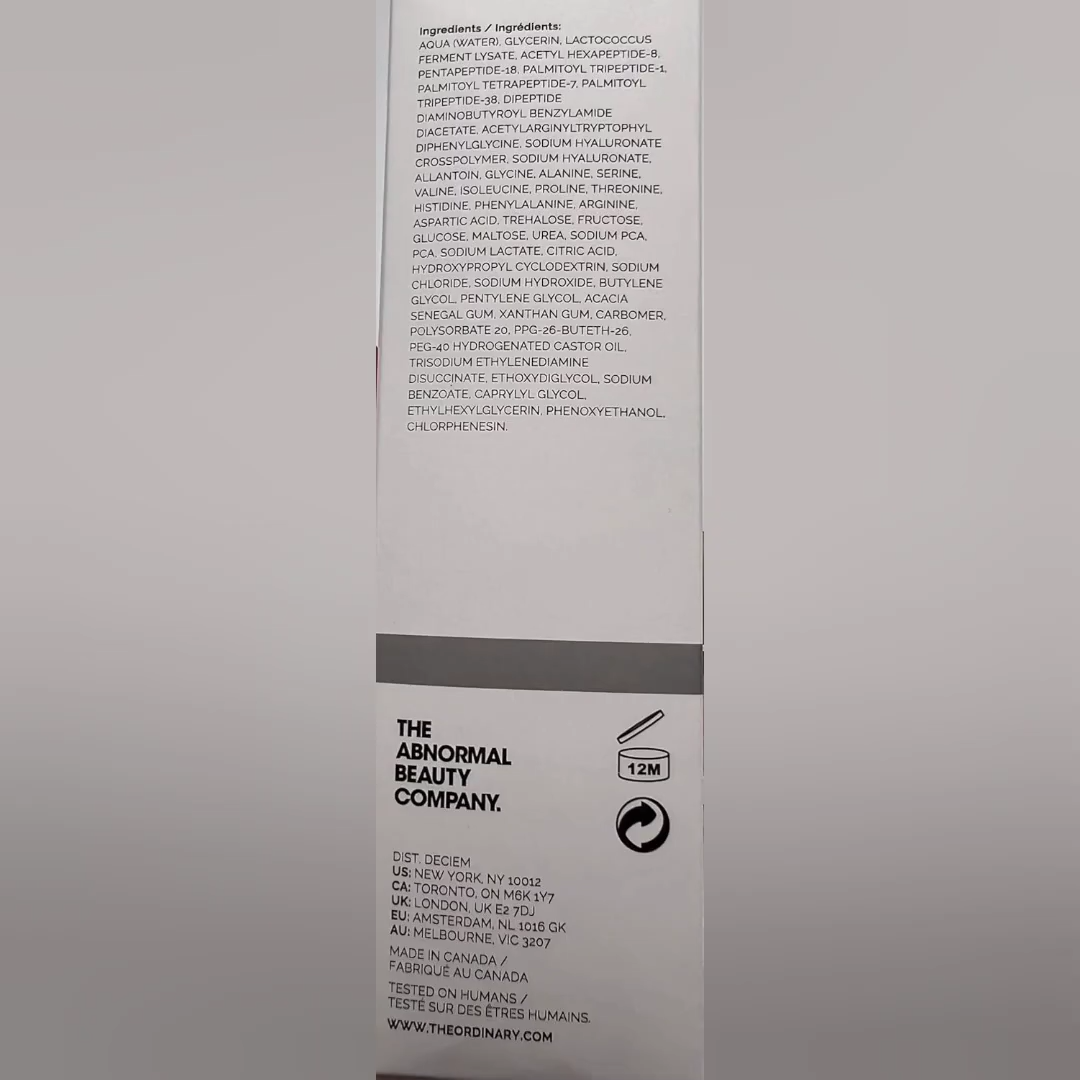 Ingredients / Ingrédients:
AQUA (WATER), GLYCERIN, LACTOCOCCUS
FERMENT LYSATE, ACETYL HEXAPEPTIDE-8,
PENTAPEPTIDE-18, PALMITOYL TRIPEPTIDE-1,
PALMITOYL TETRAPEPTIDE-7, PALMITOYL
TRIPEPTIDE-38, DIPEPTIDE
DIAMINOBUTYROYL BENZYLAMIDE
DIACETATE, ACETYLARGINYLTRYPTOPHYL
DIPHENYLGLYCINE, SODIUM HYALURONATE
CROSSPOLYMER, SODIUM HYALURONATE,
ALLANTOIN, GLYCINE, ALANINE, SERINE,
VALINE, ISOLEUCINE, PROLINE, THREONINE,
HISTIDINE, PHENYLALANINE, ARGININE,
ASPARTIC ACID, TREHALOSE, FRUCTOSE,
GLUCOSE, MALTOSE, UREA, SODIUM PCA,
PCA, SODIUM LACTATE, CITRIC ACID,
HYDROXYPROPYL CYCLODEXTRIN, SODIUM
CHLORIDE, SODIUM HYDROXIDE, BUTYLENE
GLYCOL, PENTYLENE GLYCOL, ACACIA
SENEGAL GUM, XANTHAN GUM, CARBOMER,
POLYSORBATE 20, PPG-26-BUTETH-26,
PEG-40 HYDROGENATED CASTOR OIL,
TRISODIUM ETHYLENEDIAMINE
DISUCCINATE, ETHOXYDIGLYCOL, SODIUM
BENZOATE, CAPRYLYL GLYCOL,
ETHYLHEXYLGLYCERIN, PHENOXYETHANOL,
CHLORPHENESIN.
THE
ABNORMAL
BEAUTY
COMPANY.
12M
DIST. DECIEM
US: NEW YORK, NY 10012
CA: TORONTO, ON M6K 1Y7
UK: LONDON, UK E2 7DJ
EU: AMSTERDAM, NL 1016 GK
AU: MELBOURNE, VIC 3207
MADE IN CANADA /
FABRIQUÉ AU CANADA
TESTED ON HUMANS /
TESTÉ SUR DES ÊTRES HUMAINS.
WWW.THEORDINARY.COM